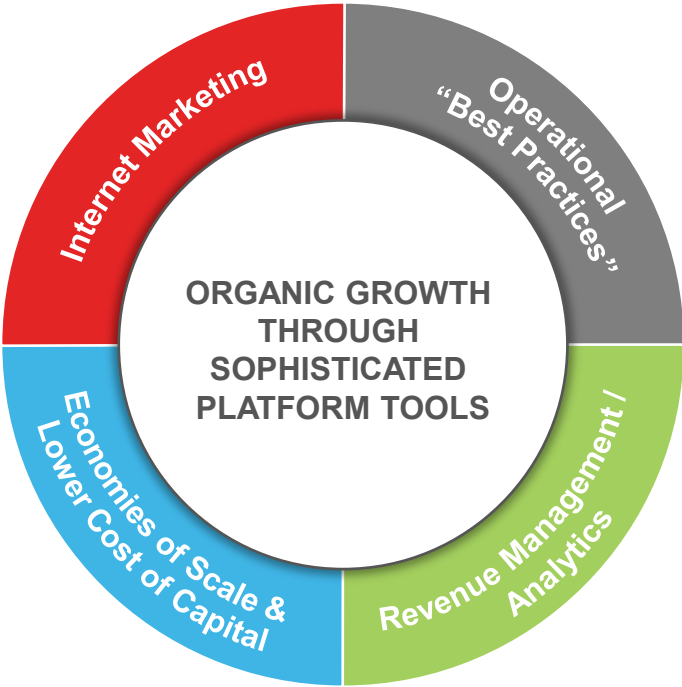 Internet Marketing
Operational
“Best Practices”
ORGANIC GROWTH
THROUGH
SOPHISTICATED
PLATFORM TOOLS
Economies of Scale &
Lower Cost of Capital
Revenue Management /
Analytics